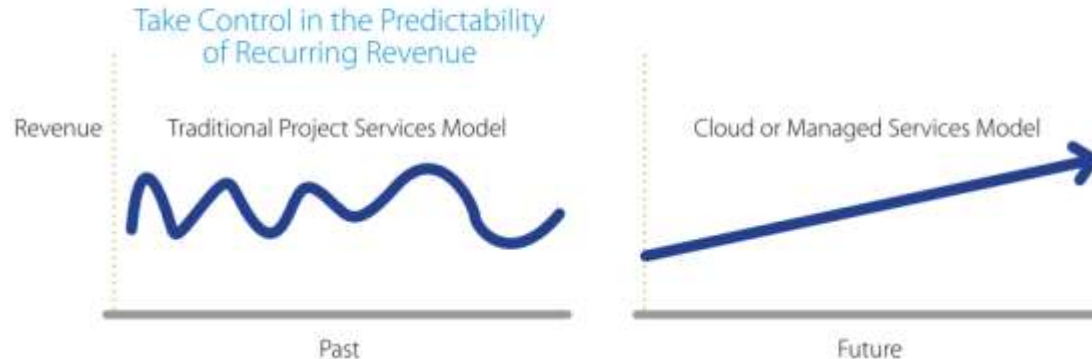 Take Control in the Predictability
of Recurring Revenue
Revenue
Traditional Project Services Model
Cloud or Managed Services Model
Past
Future